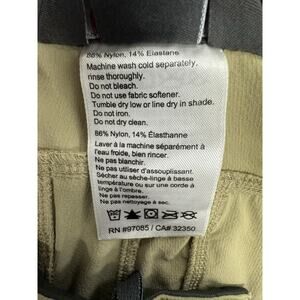 86% Nylon, 14% Elastane
Machine wash cold separately,
rinse thoroughly.
Do not bleach.
Do not use fabric softener.
Tumble dry low or line dry in shade.
Do not iron.
Do not dry clean.
86% Nylon, 14% Élasthanne
Laver à la machine séparément à
l'eau froide, bien rincer.
Ne pas blanchir.
Ne pas utiliser d'assouplissant.
Sécher au sèche-linge à basse
température ou sur une corde à
linge à l'ombre.
Ne pas repasser.
Ne pas nettoyage à sec.
RN #97085 / CA# 32350